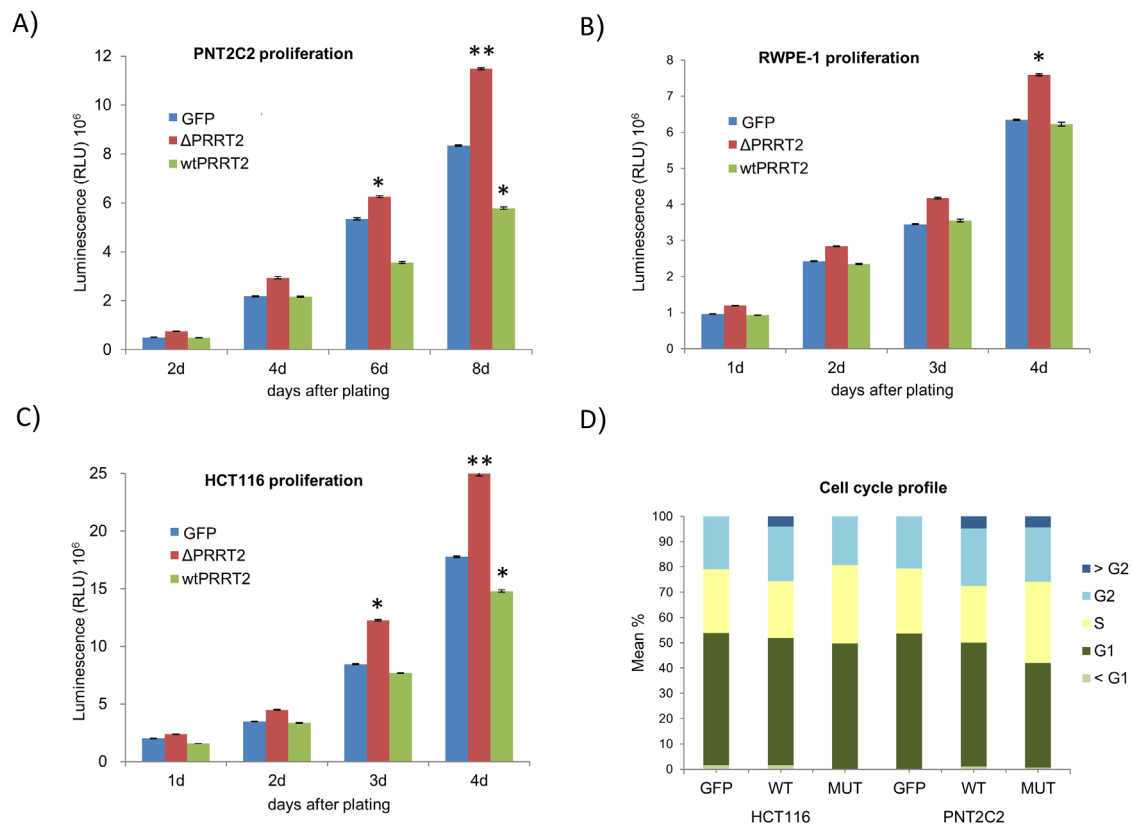 A)
PNT2C2 proliferation
Luminescence (RLU) 10⁶
12
10
8
6
4
2
0
GFP
ΔPRRT2
wtPRRT2
*
**
*
2d 4d 6d 8d
days after plating
B)
RWPE-1 proliferation
Luminescence (RLU) 10⁶
8
7
6
5
4
3
2
1
0
GFP
ΔPRRT2
wtPRRT2
*
1d 2d 3d 4d
days after plating
C)
HCT116 proliferation
Luminescence (RLU) 10⁶
25
20
15
10
5
0
GFP
ΔPRRT2
wtPRRT2
*
**
*
1d 2d 3d 4d
days after plating
D)
Cell cycle profile
Mean %
100
90
80
70
60
50
40
30
20
10
0
> G2
G2
S
G1
< G1
GFP WT MUT GFP WT MUT
HCT116 PNT2C2